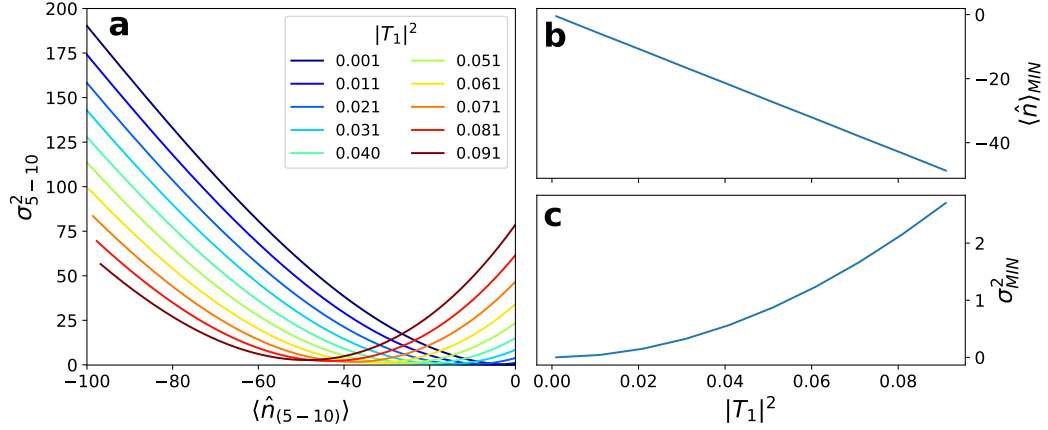 a
|T₁|²
0.001 0.051
0.011 0.061
0.021 0.071
0.031 0.081
0.040 0.091
200
175
150
125
100
75
50
25
0
σ²₅₋₁₀
−100 −80 −60 −40 −20 0
⟨n̂₍₅₋₁₀₎⟩
b
0
−20
−40
⟨n̂⟩MIN
c
2
1
0
σ²MIN
0.00 0.02 0.04 0.06 0.08
|T₁|²